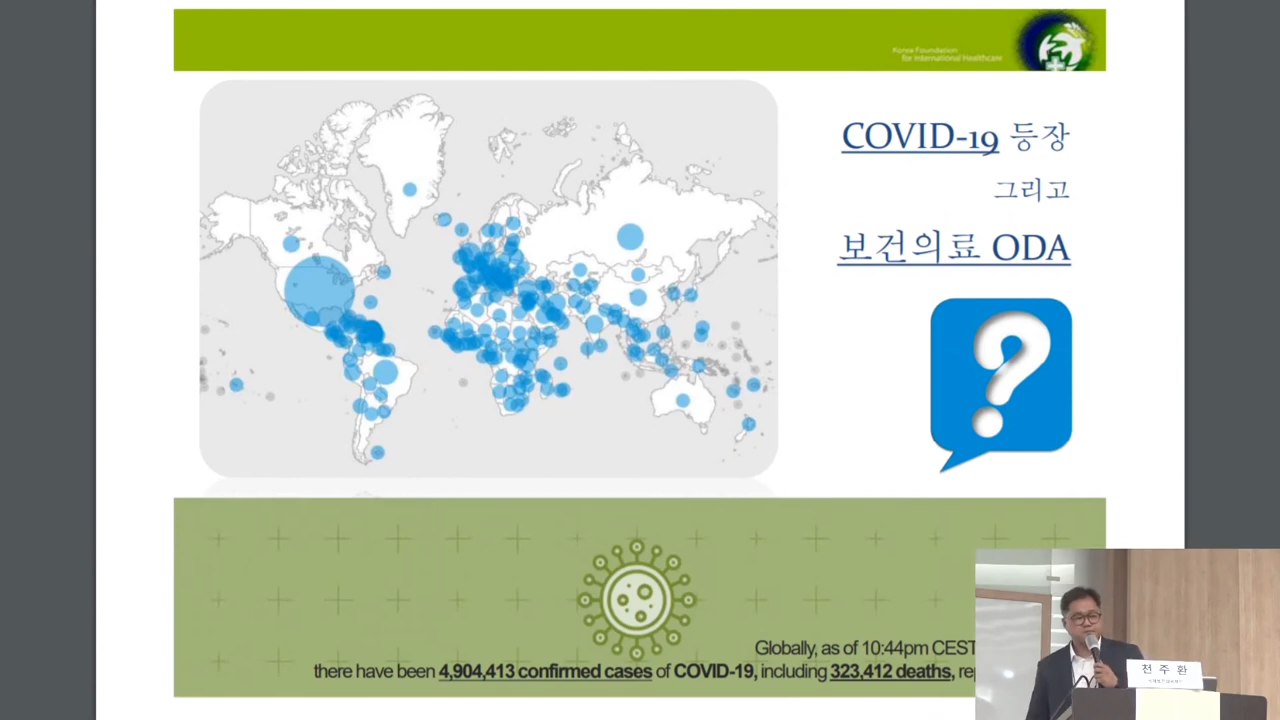 Korea Foundation
for International Healthcare
COVID-19 등장
그리고
보건의료 ODA
?
Globally, as of 10:44pm CEST
there have been 4,904,413 confirmed cases of COVID-19, including 323,412 deaths, re
천 주 환